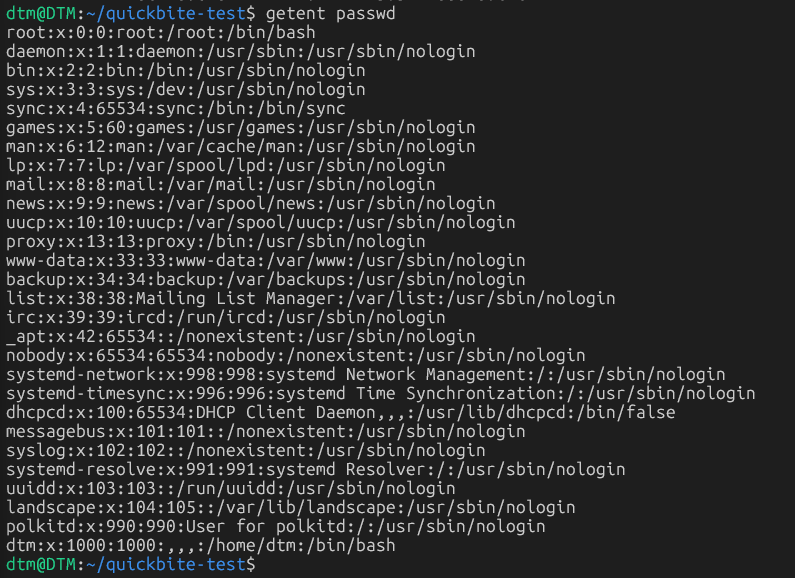 dtm@DTM:~/quickbite-test$ getent passwd
root:x:0:0:root:/root:/bin/bash
daemon:x:1:1:daemon:/usr/sbin:/usr/sbin/nologin
bin:x:2:2:bin:/bin:/usr/sbin/nologin
sys:x:3:3:sys:/dev:/usr/sbin/nologin
sync:x:4:65534:sync:/bin:/bin/sync
games:x:5:60:games:/usr/games:/usr/sbin/nologin
man:x:6:12:man:/var/cache/man:/usr/sbin/nologin
lp:x:7:7:lp:/var/spool/lpd:/usr/sbin/nologin
mail:x:8:8:mail:/var/mail:/usr/sbin/nologin
news:x:9:9:news:/var/spool/news:/usr/sbin/nologin
uucp:x:10:10:uucp:/var/spool/uucp:/usr/sbin/nologin
proxy:x:13:13:proxy:/bin:/usr/sbin/nologin
www-data:x:33:33:www-data:/var/www:/usr/sbin/nologin
backup:x:34:34:backup:/var/backups:/usr/sbin/nologin
list:x:38:38:Mailing List Manager:/var/list:/usr/sbin/nologin
irc:x:39:39:ircd:/run/ircd:/usr/sbin/nologin
_apt:x:42:65534::/nonexistent:/usr/sbin/nologin
nobody:x:65534:65534:nobody:/nonexistent:/usr/sbin/nologin
systemd-network:x:998:998:systemd Network Management:/:/usr/sbin/nologin
systemd-timesync:x:996:996:systemd Time Synchronization:/:/usr/sbin/nologin
dhcpcd:x:100:65534:DHCP Client Daemon,,,:/usr/lib/dhcpcd:/bin/false
messagebus:x:101:101::/nonexistent:/usr/sbin/nologin
syslog:x:102:102::/nonexistent:/usr/sbin/nologin
systemd-resolve:x:991:991:systemd Resolver:/:/usr/sbin/nologin
uuidd:x:103:103::/run/uuidd:/usr/sbin/nologin
landscape:x:104:105::/var/lib/landscape:/usr/sbin/nologin
polkitd:x:990:990:User for polkitd:/:/usr/sbin/nologin
dtm:x:1000:1000:,,,:/home/dtm:/bin/bash
dtm@DTM:~/quickbite-test$